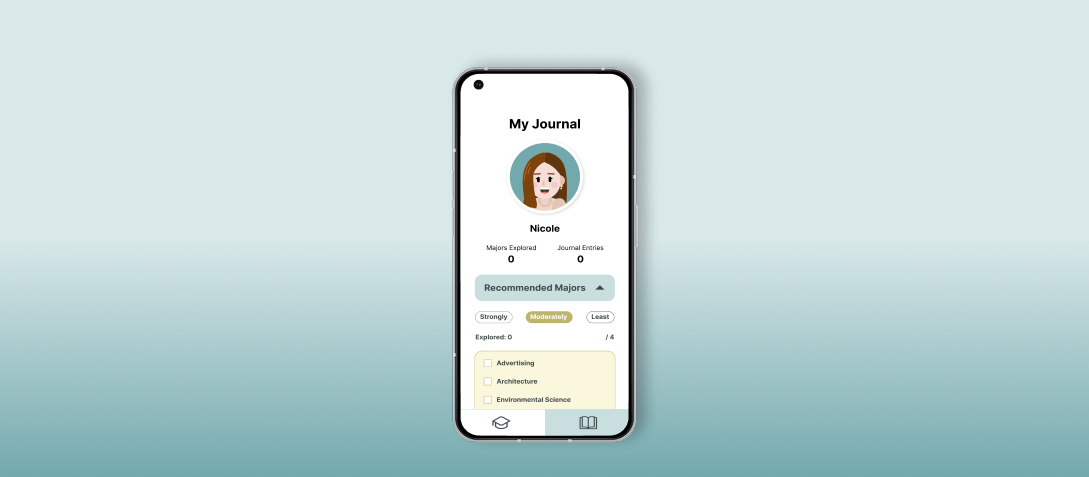 My Journal
Nicole
Majors Explored Journal Entries
0 0
Recommended Majors
Strongly Moderately Least
Explored: 0 / 4
Advertising
Architecture
Environmental Science